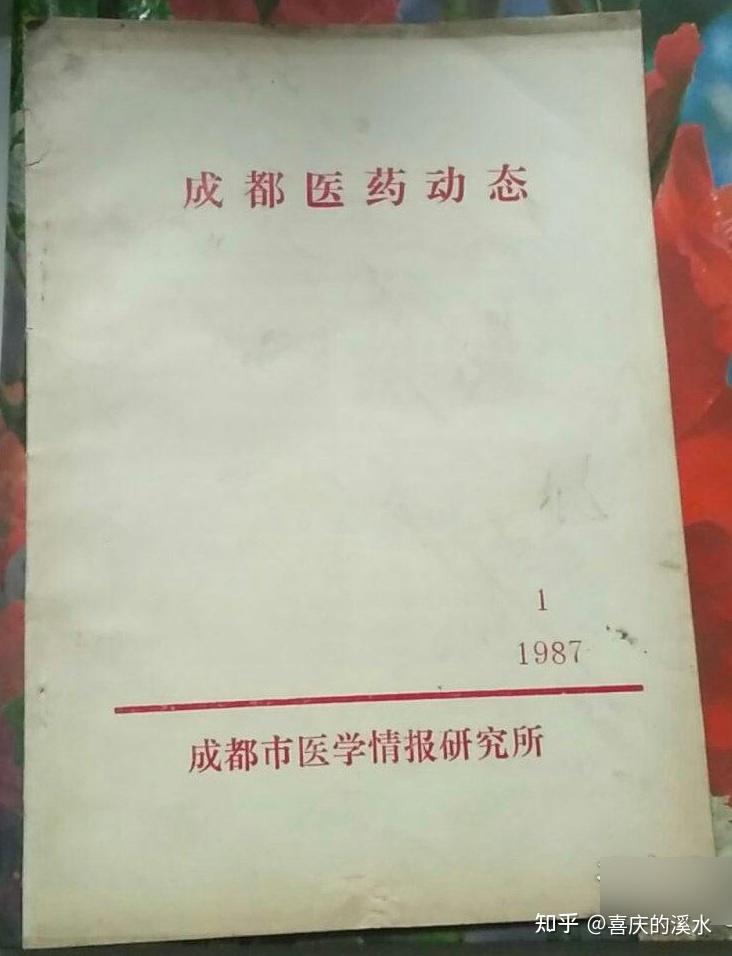 成都医药动态
1
1987
成都市医学情报研究所
知乎 @喜庆的溪水